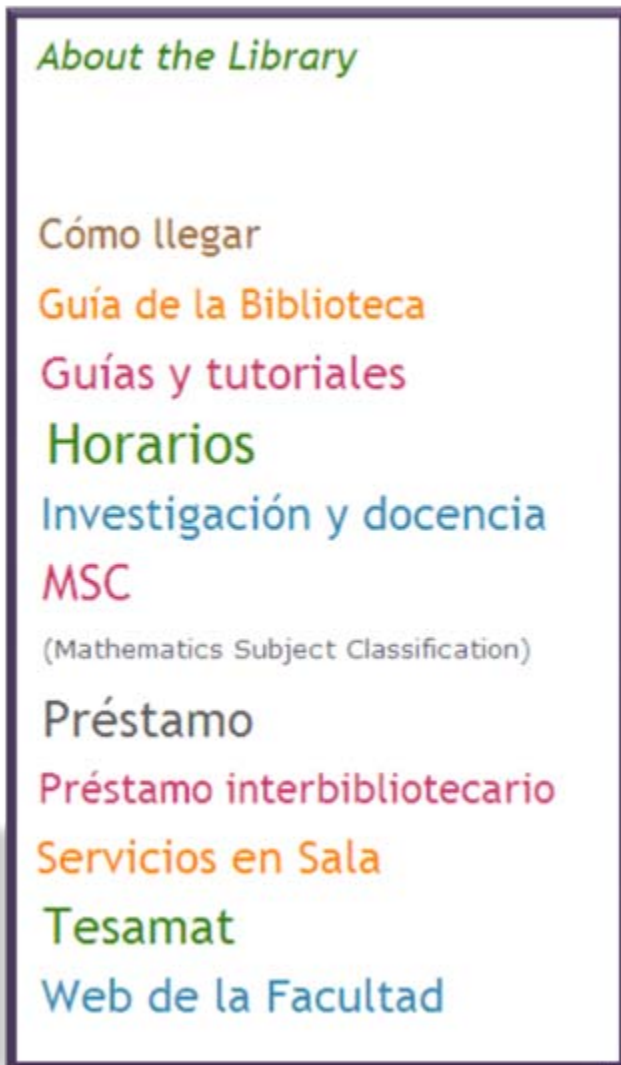 About the Library
Cómo llegar
Guía de la Biblioteca
Guías y tutoriales
Horarios
Investigación y docencia
MSC
(Mathematics Subject Classification)
Préstamo
Préstamo interbibliotecario
Servicios en Sala
Tesamat
Web de la Facultad